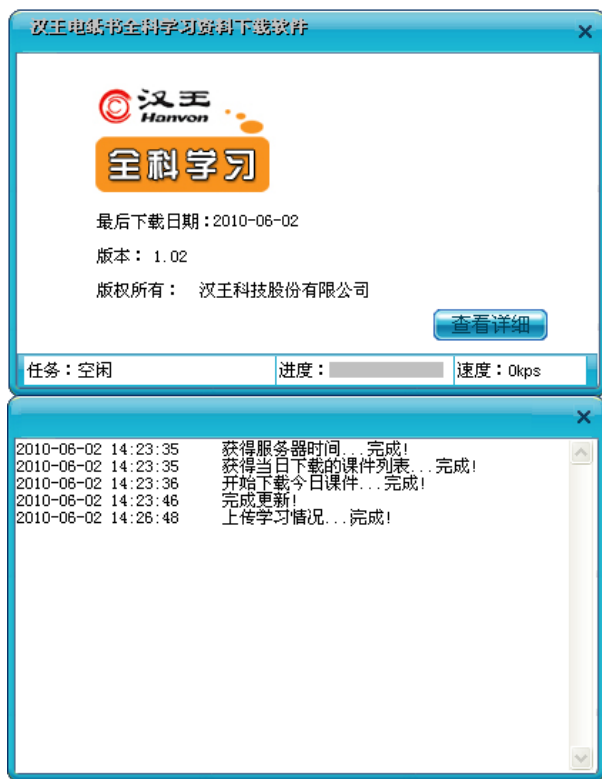 汉王电纸书全科学习资料下载软件
汉王
Hanvon
全科学习
最后下载日期：2010-06-02
版本： 1.02
版权所有： 汉王科技股份有限公司
查看详细
任务：空闲 进度： 速度：0kps
2010-06-02 14:23:35 获得服务器时间...完成!
2010-06-02 14:23:35 获得当日下载的课件列表...完成!
2010-06-02 14:23:36 开始下载今日课件...完成!
2010-06-02 14:23:46 完成更新!
2010-06-02 14:26:48 上传学习情况...完成!